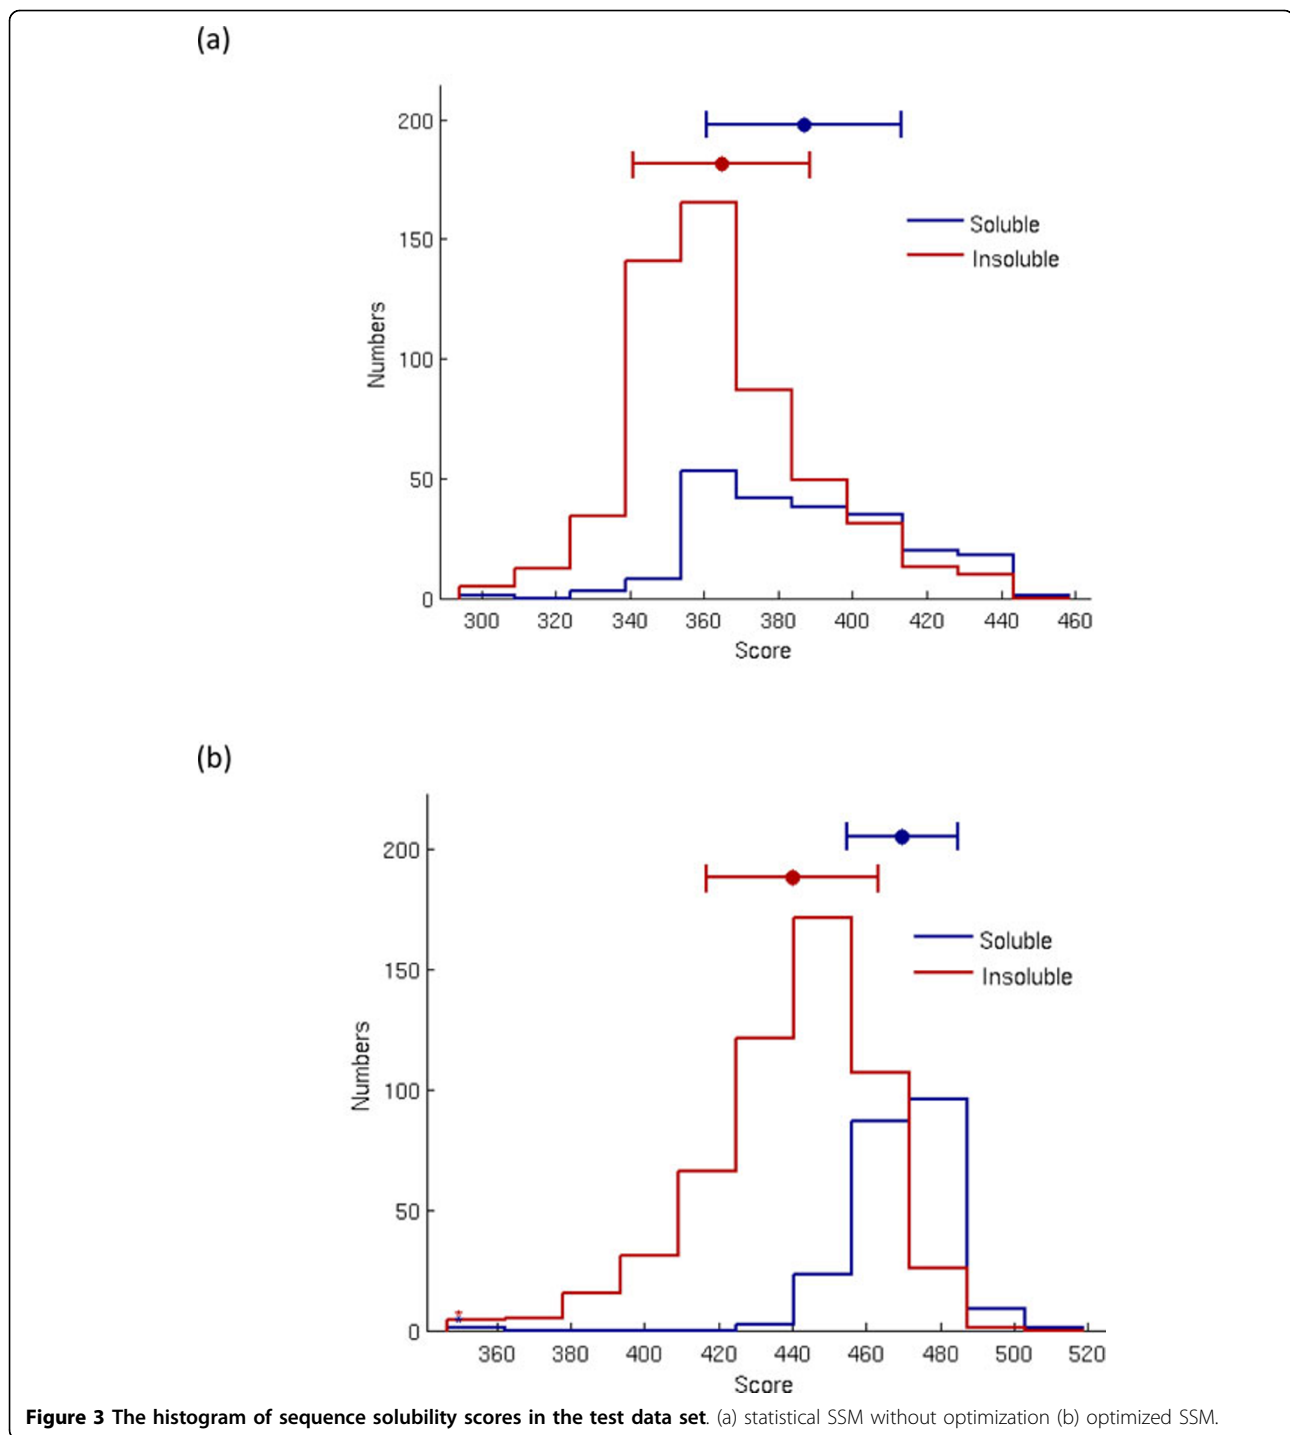 (a)
200
150
100
50
0
Numbers
Soluble
Insoluble
300 320 340 360 380 400 420 440 460
Score
(b)
200
150
100
50
0
Numbers
Soluble
Insoluble
360 380 400 420 440 460 480 500 520
Score
Figure 3 The histogram of sequence solubility scores in the test data set. (a) statistical SSM without optimization (b) optimized SSM.